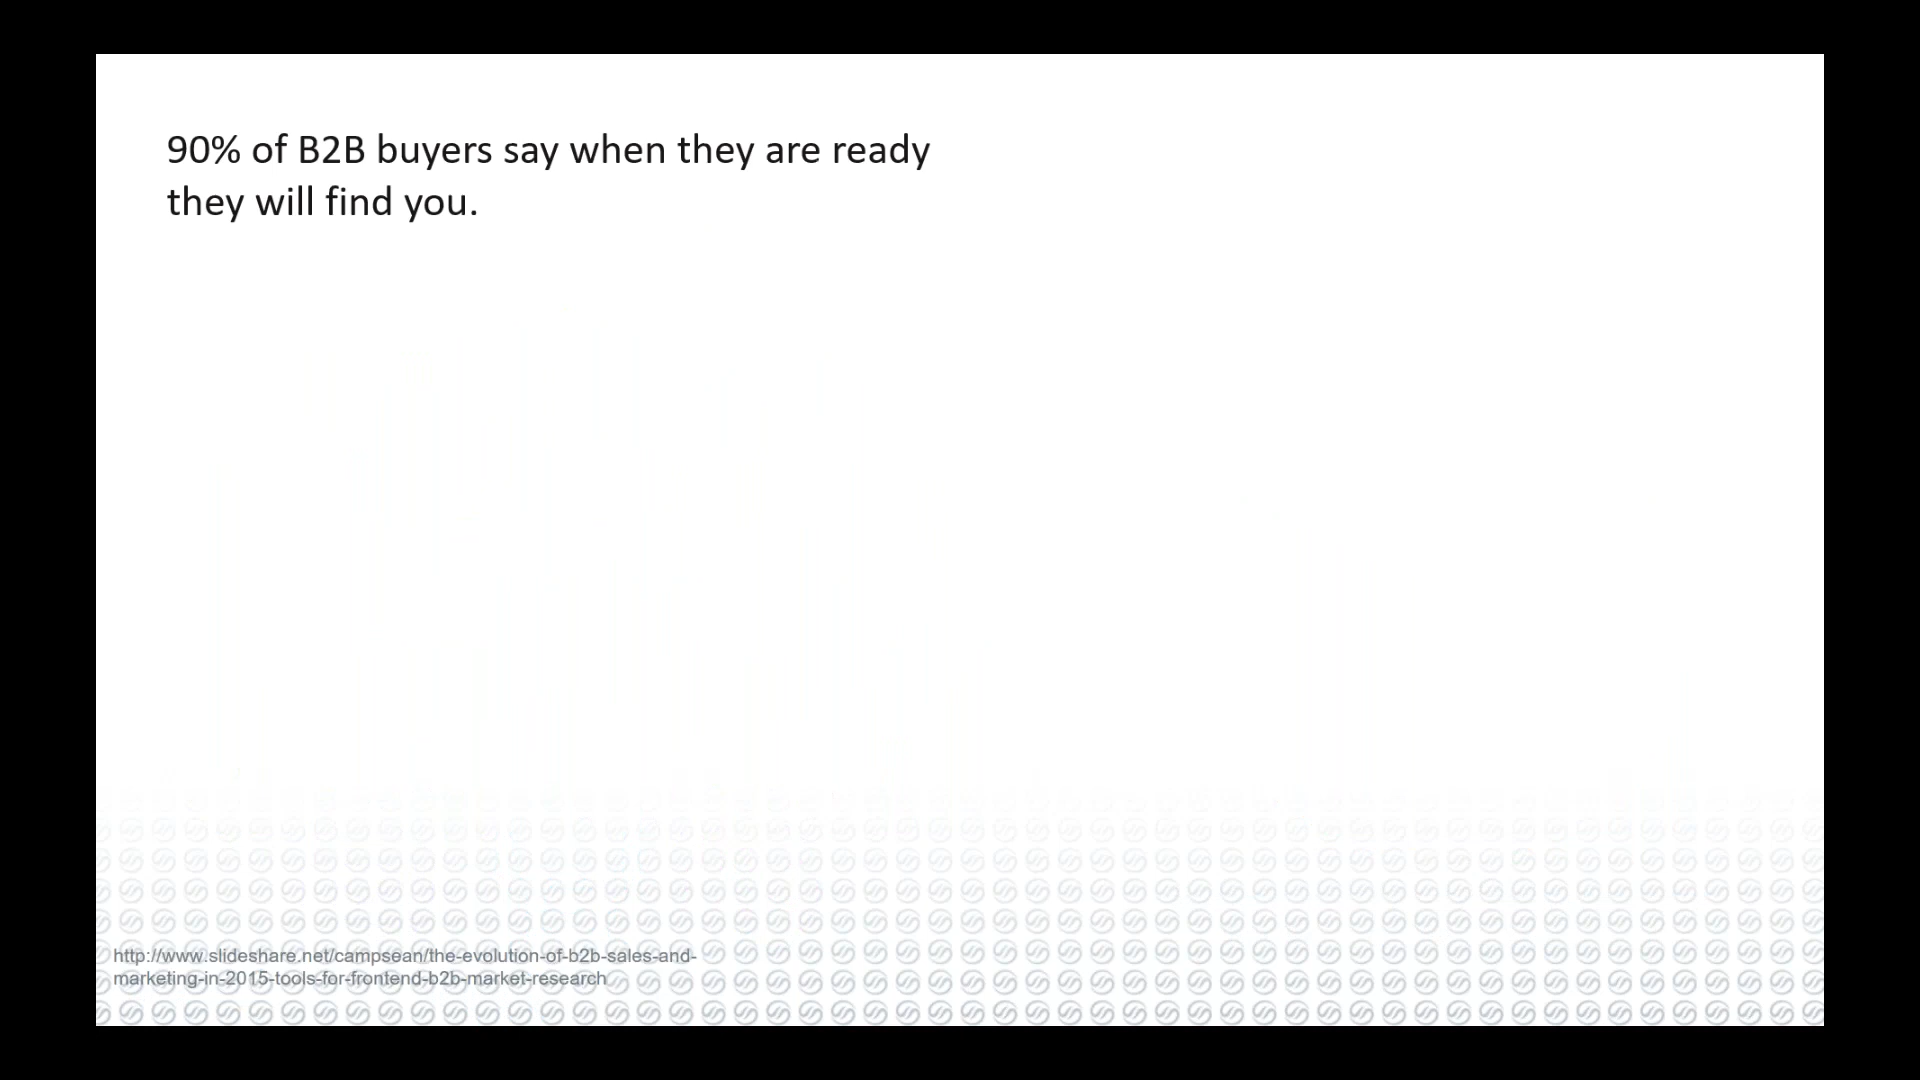 90% of B2B buyers say when they are ready
they will find you.
http://www.slideshare.net/campsean/the-evolution-of-b2b-sales-and-
marketing-in-2015-tools-for-frontend-b2b-market-research